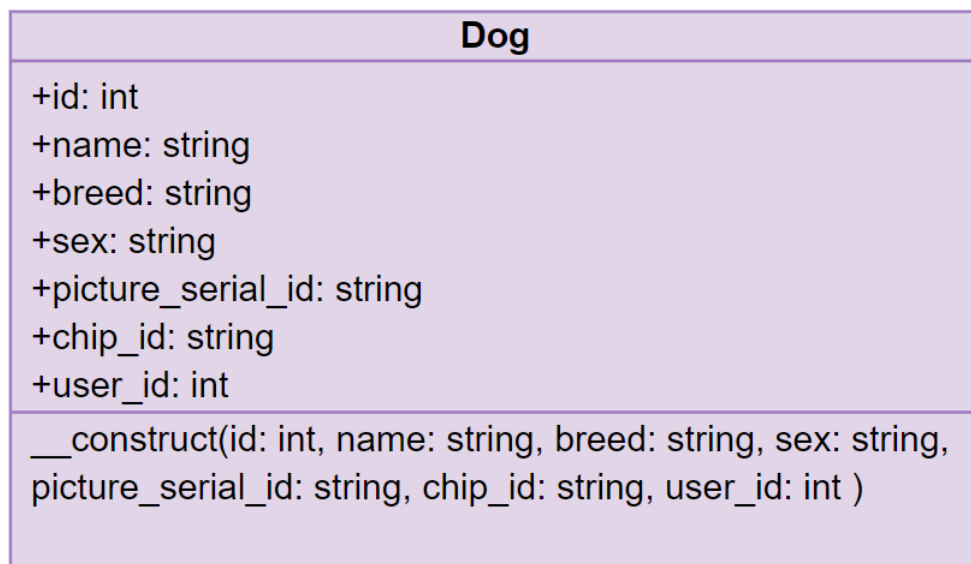 Dog
+id: int
+name: string
+breed: string
+sex: string
+picture_serial_id: string
+chip_id: string
+user_id: int
__construct(id: int, name: string, breed: string, sex: string,
picture_serial_id: string, chip_id: string, user_id: int )